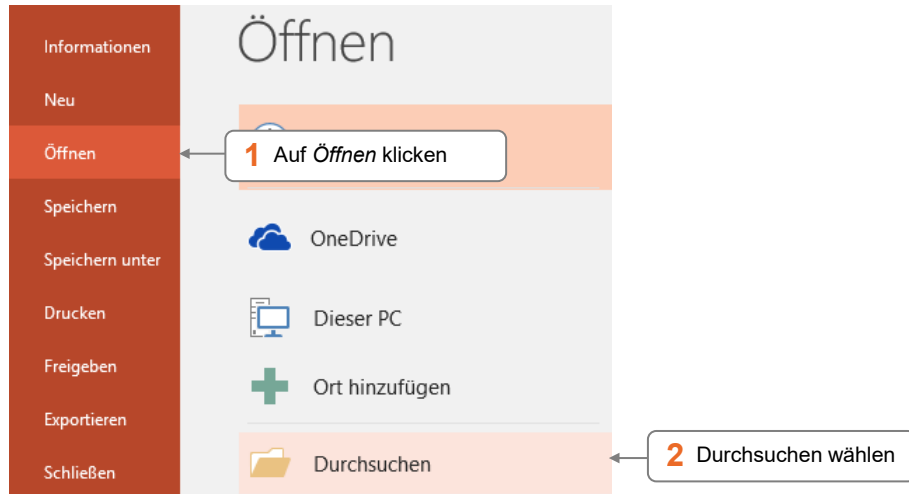 Informationen
Neu
Öffnen
Speichern
Speichern unter
Drucken
Freigeben
Exportieren
Schließen
Öffnen
1 Auf Öffnen klicken
OneDrive
Dieser PC
Ort hinzufügen
Durchsuchen
2 Durchsuchen wählen